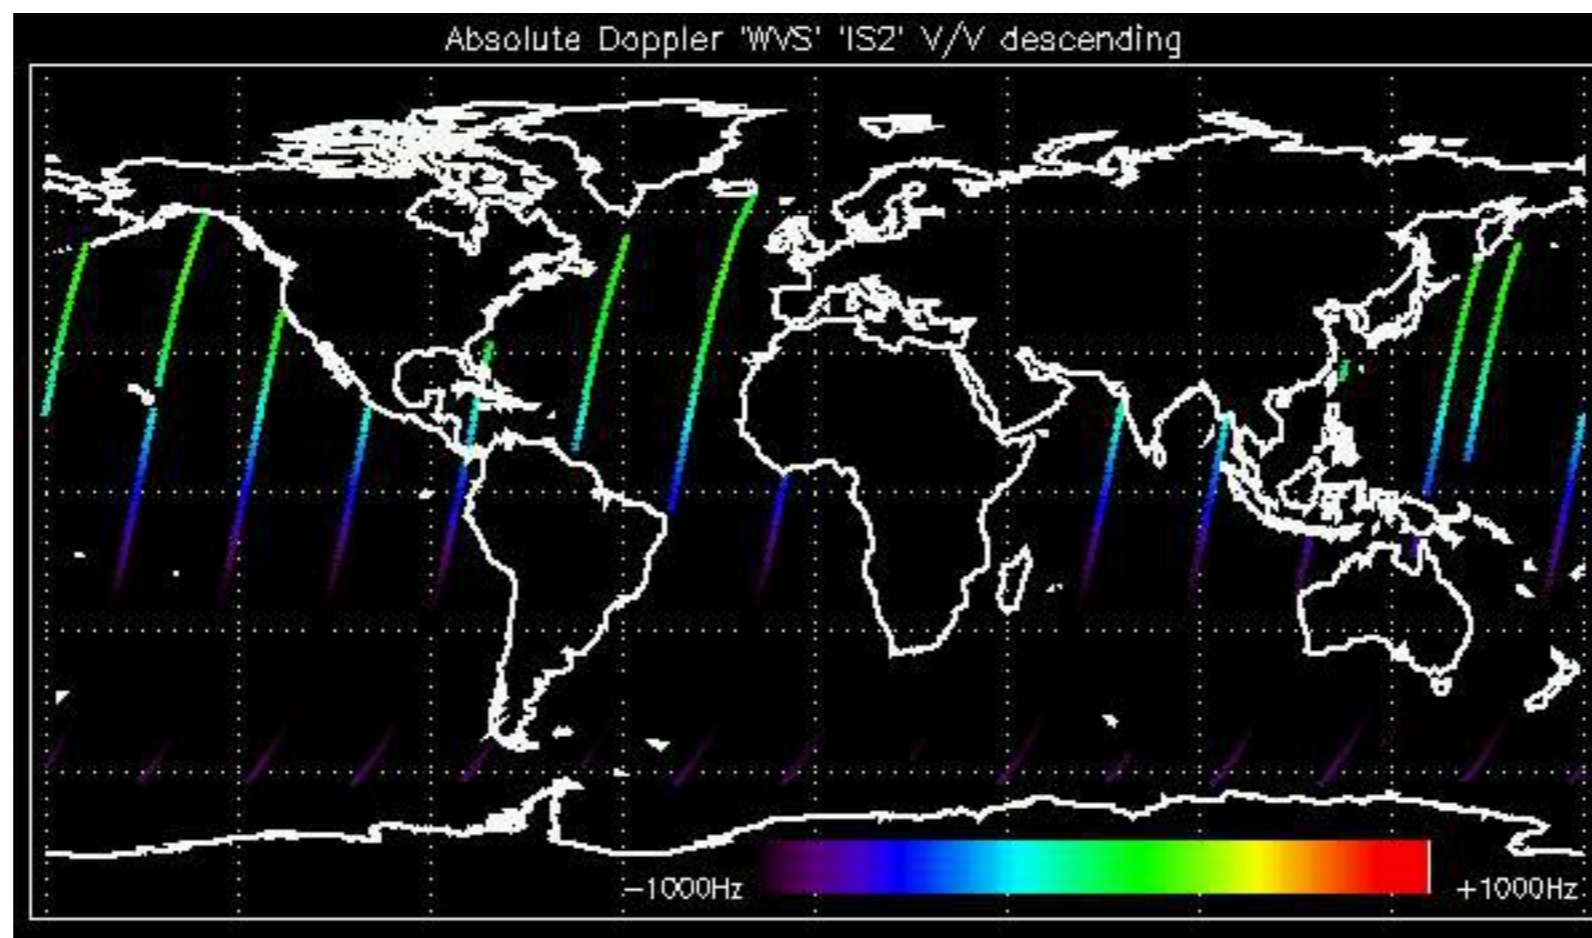 Absolute Doppler 'WVS' 'IS2' V/V descending
−1000Hz +1000Hz